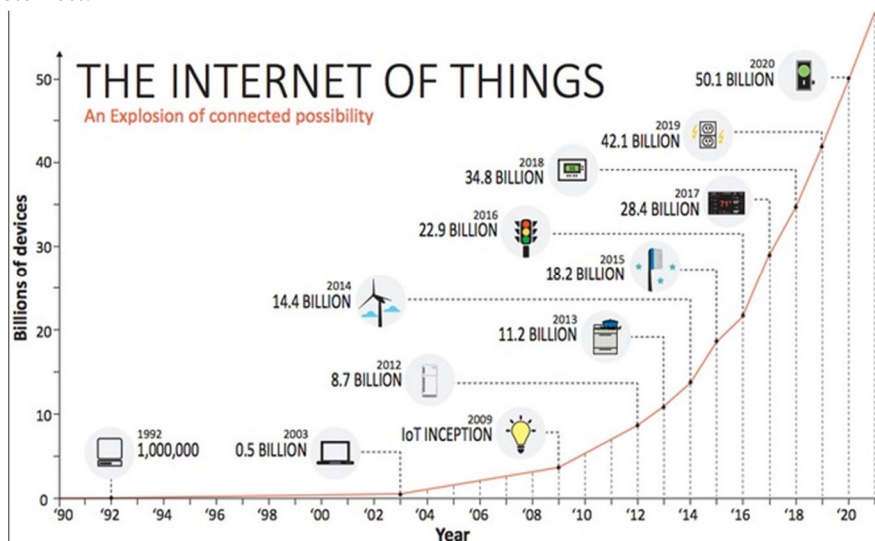 THE INTERNET OF THINGS
An Explosion of connected possibility
Billions of devices
50
40
30
20
10
0
1992
1,000,000
2003
0.5 BILLION
2009
IoT INCEPTION
2012
8.7 BILLION
2013
11.2 BILLION
2014
14.4 BILLION
2015
18.2 BILLION
2016
22.9 BILLION
2017
28.4 BILLION
2018
34.8 BILLION
2019
42.1 BILLION
2020
50.1 BILLION
'90 '92 '94 '96 '98 '00 '02 '04 '06 '08 '10 '12 '14 '16 '18 '20
Year